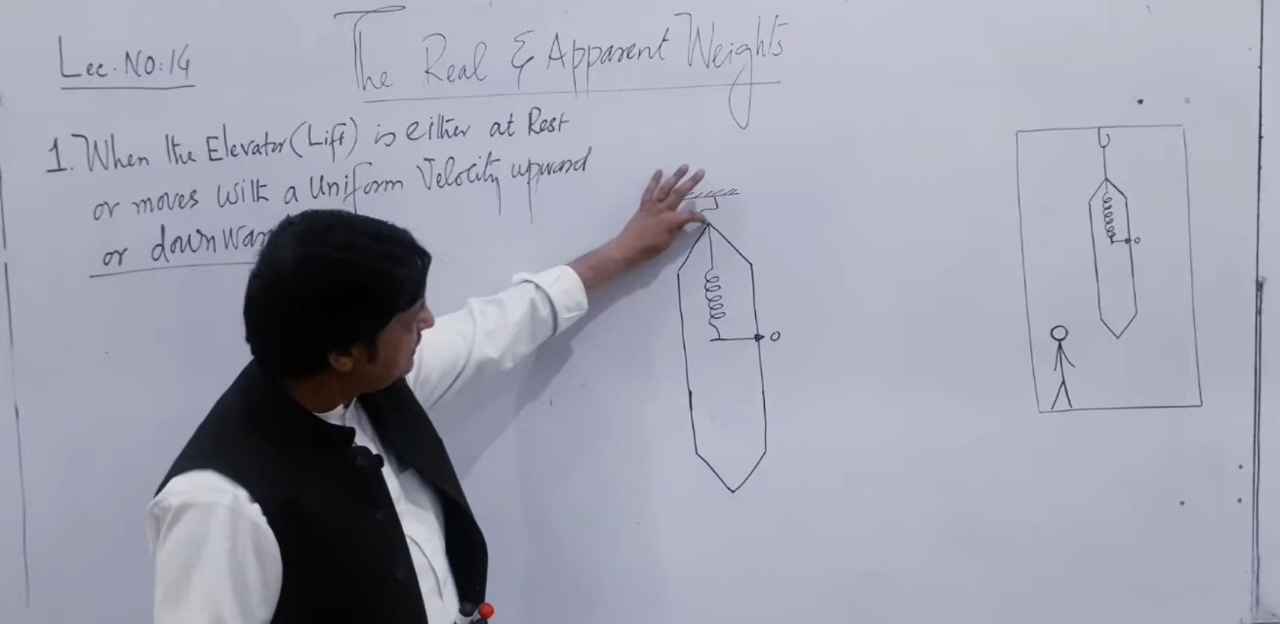 Lec. No: 14
The Real & Apparent Weights
1. When the Elevator (Lift) is either at Rest
or moves with a Uniform Velocity upward
or
o
o